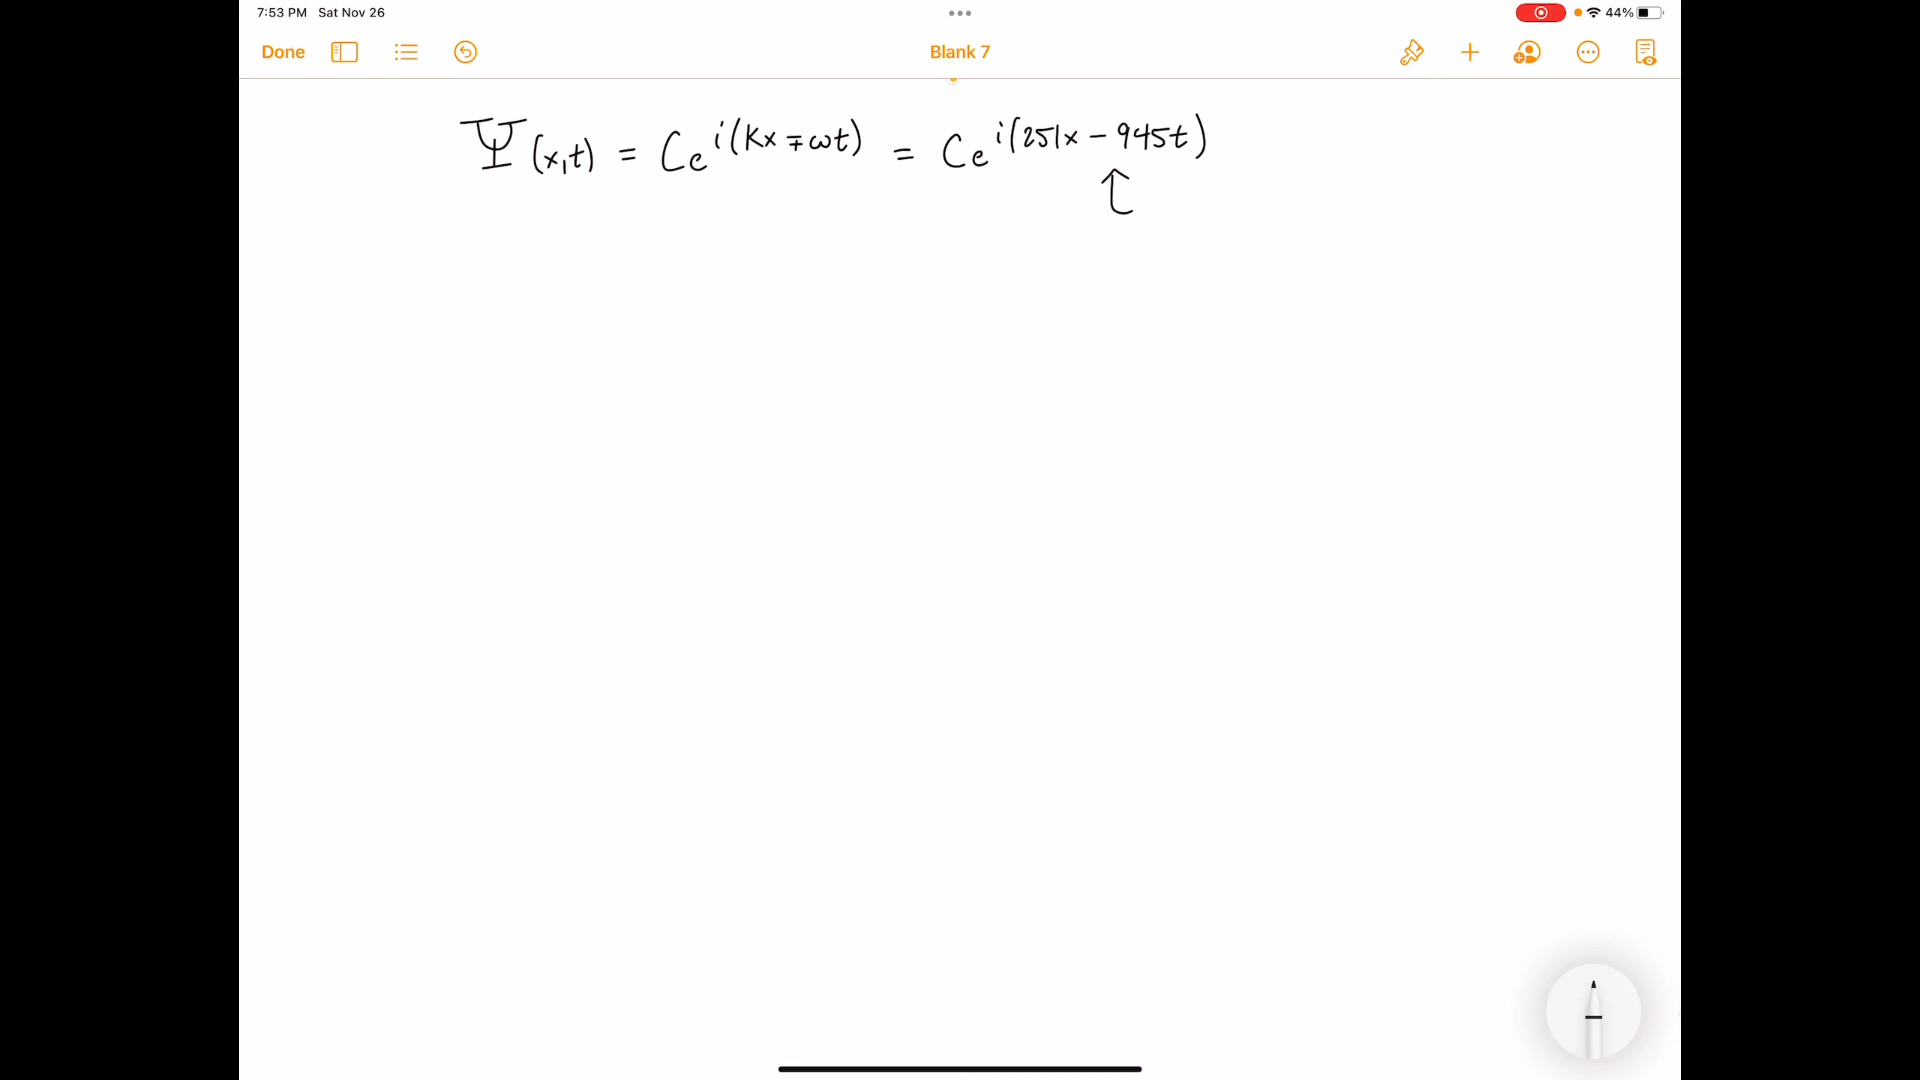 7:53 PM Sat Nov 26
44%
Done
Blank 7
Ψ(x,t) = Ce^{i(Kx ∓ ωt)} = Ce^{i(251x − 945t)}
↑